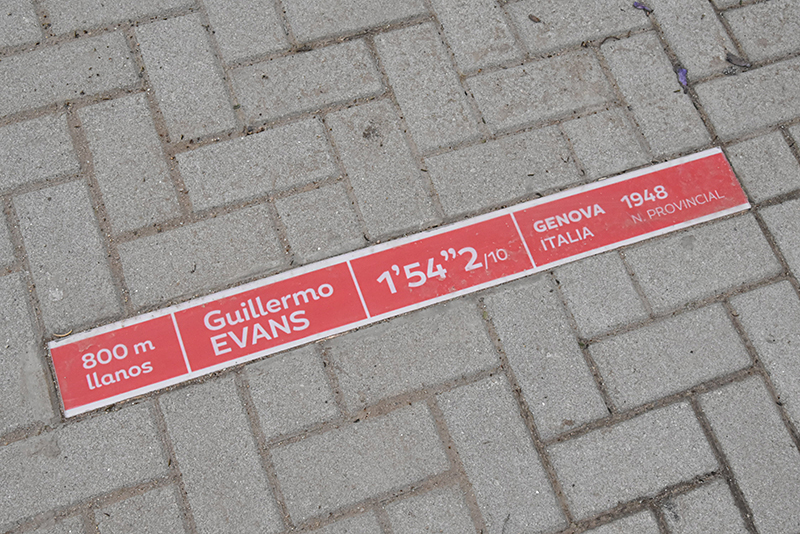 800 m
llanos
Guillermo
EVANS
1'54"2/10
GENOVA
ITALIA
1948
N. PROVINCIAL